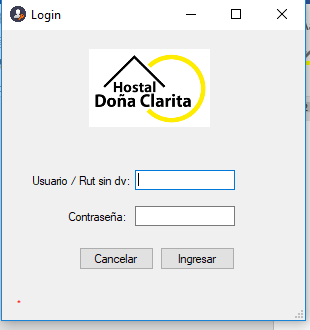 Login
Hostal
Doña Clarita
Usuario / Rut sin dv:
Contraseña:
Cancelar
Ingresar
*